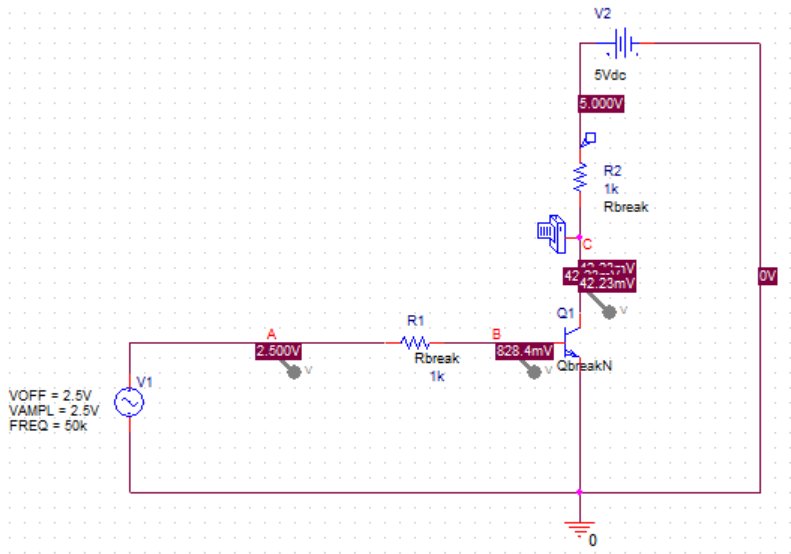 V2
5Vdc
5.000V
R2
1k
Rbreak
C
42.23mV
0V
V
Q1
R1
A
B
2.500V
Rbreak
828.4mV
QbreakN
1k
V
V
V1
VOFF = 2.5V
VAMPL = 2.5V
FREQ = 50k
0